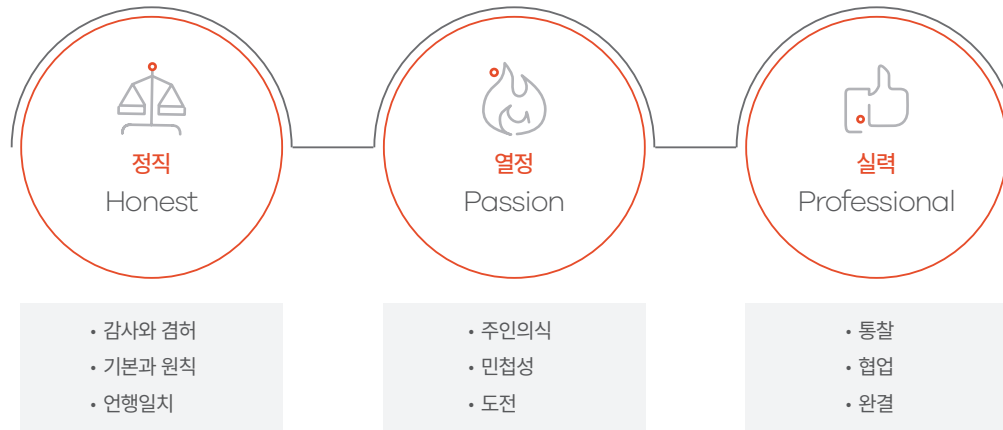 정직
Honest
• 감사와 겸허
• 기본과 원칙
• 언행일치
열정
Passion
• 주인의식
• 민첩성
• 도전
실력
Professional
• 통찰
• 협업
• 완결